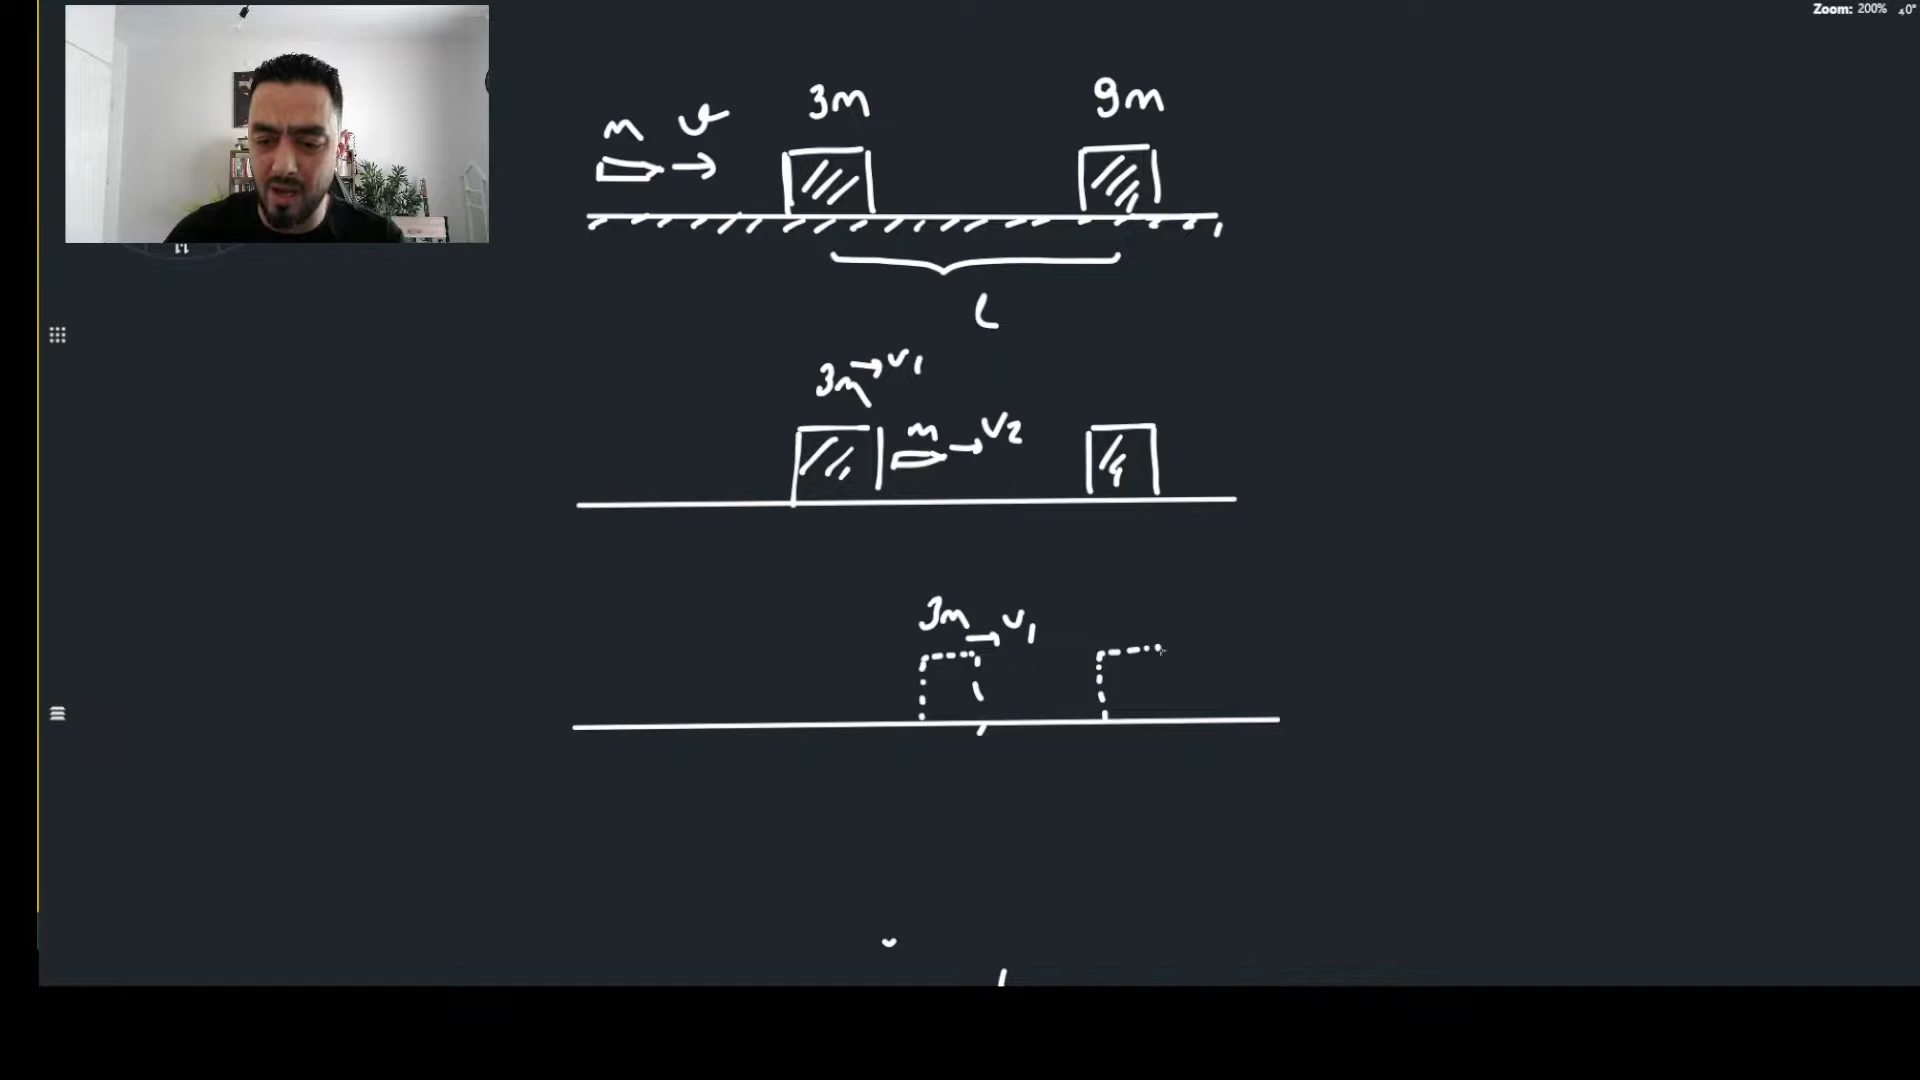 Zoom: 200%
3m 9m
m v
L
3m → v1
m → v2
3m → v1